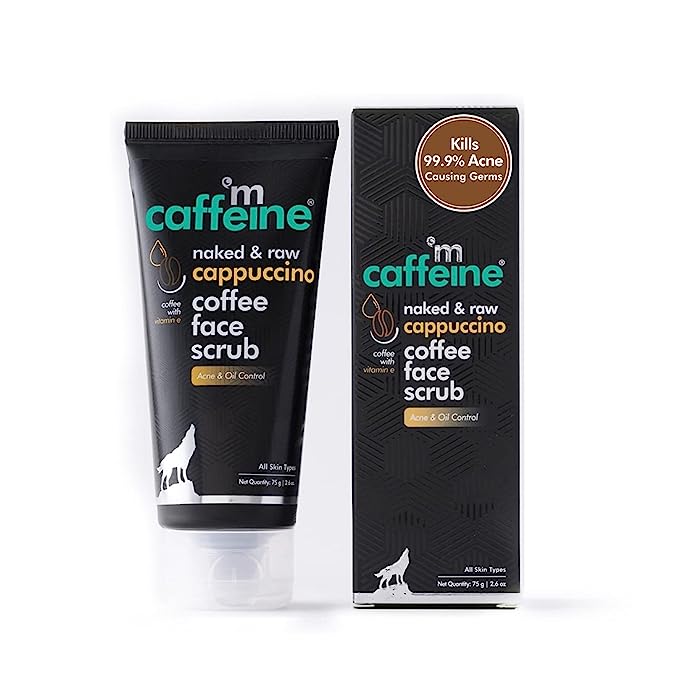 'm
caffeine®
naked & raw
cappuccino
coffee
face
scrub
coffee
with
vitamin e
Acne & Oil Control
All Skin Types
Net Quantity: 75 g | 2.6 oz
Kills
99.9% Acne
Causing Germs
'm
caffeine®
naked & raw
cappuccino
coffee
face
scrub
coffee
with
vitamin e
Acne & Oil Control
All Skin Types
Net Quantity: 75 g | 2.6 oz